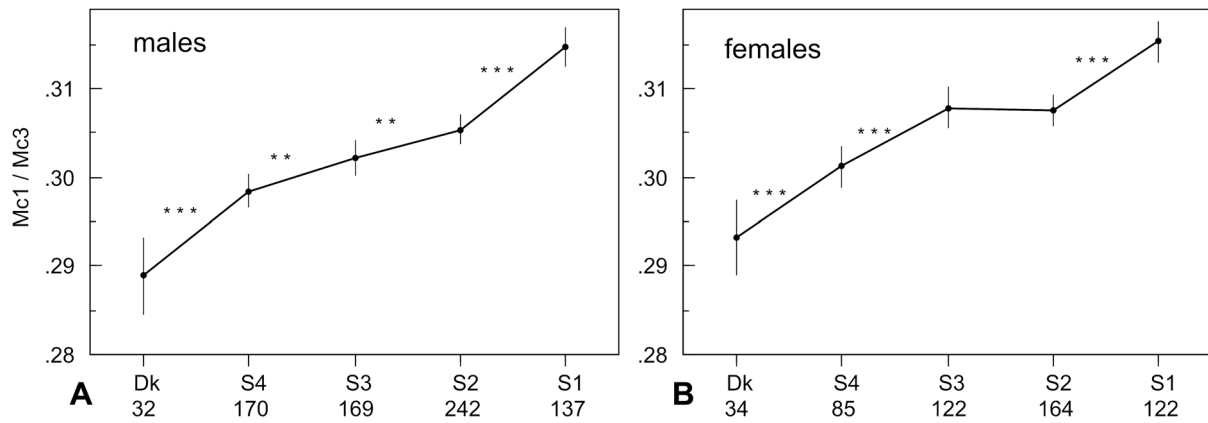 males
females
Mc1 / Mc3
.31
.30
.29
.28
* * *
* *
* *
* * *
A
Dk S4 S3 S2 S1
32 170 169 242 137
.31
.30
.29
.28
* * *
* * *
* * *
B
Dk S4 S3 S2 S1
34 85 122 164 122